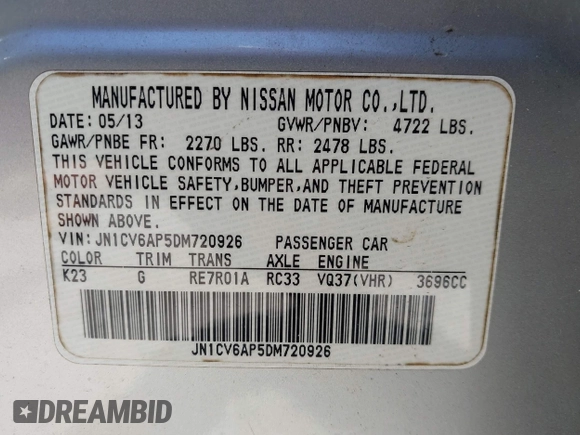 MANUFACTURED BY NISSAN MOTOR CO.,LTD.
DATE: 05/13 GVWR/PNBV: 4722 LBS.
GAWR/PNBE FR: 2270 LBS. RR: 2478 LBS.
THIS VEHICLE CONFORMS TO ALL APPLICABLE FEDERAL
MOTOR VEHICLE SAFETY,BUMPER,AND THEFT PREVENTION
STANDARDS IN EFFECT ON THE DATE OF MANUFACTURE
SHOWN ABOVE.
VIN:JN1CV6AP5DM720926 PASSENGER CAR
COLOR TRIM TRANS AXLE ENGINE
K23 G RE7R01A RC33 VQ37(VHR) 3696CC
JN1CV6AP5DM720926
DREAMBID